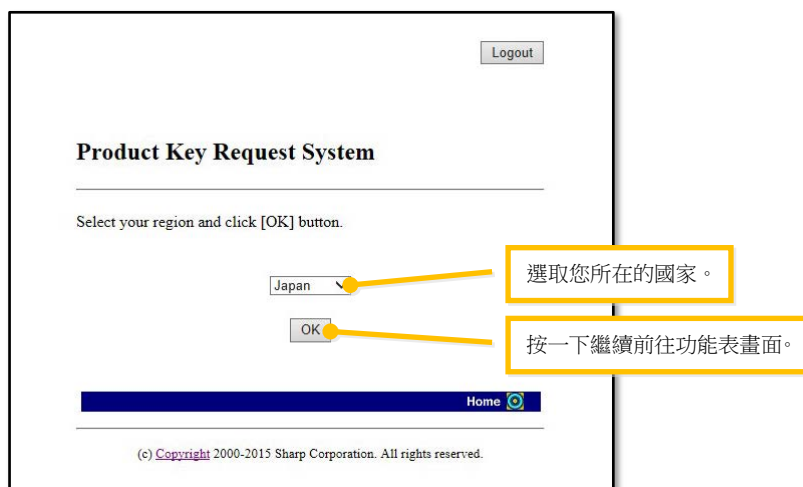 Logout
Product Key Request System
Select your region and click [OK] button.
選取您所在的國家。
Japan
OK
按一下繼續前往功能表畫面。
Home
(c) Copyright 2000-2015 Sharp Corporation. All rights reserved.